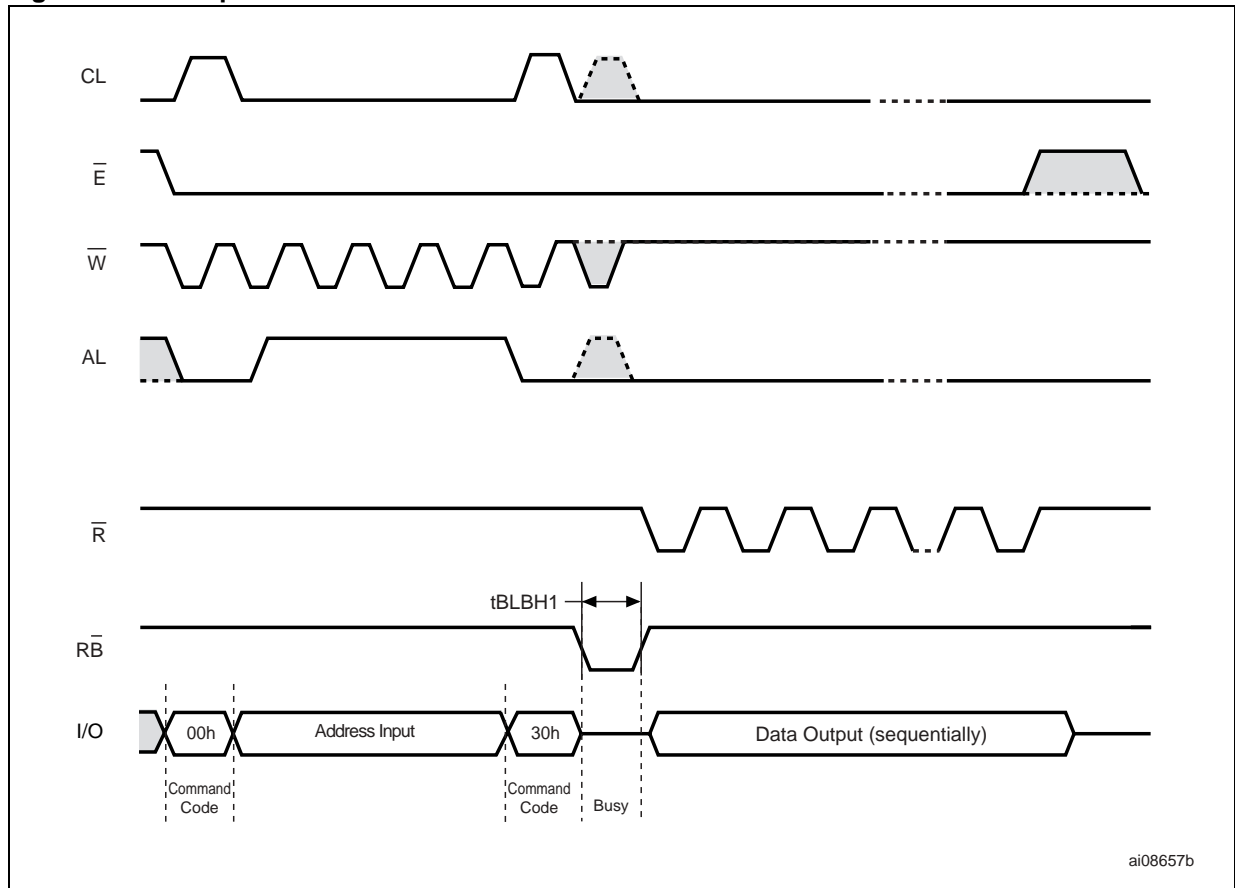 CL
E̅
W̅
AL
R̅
tBLBH1
RB̅
I/O
00h
Address Input
30h
Data Output (sequentially)
Command
Code
Command
Code
Busy
ai08657b